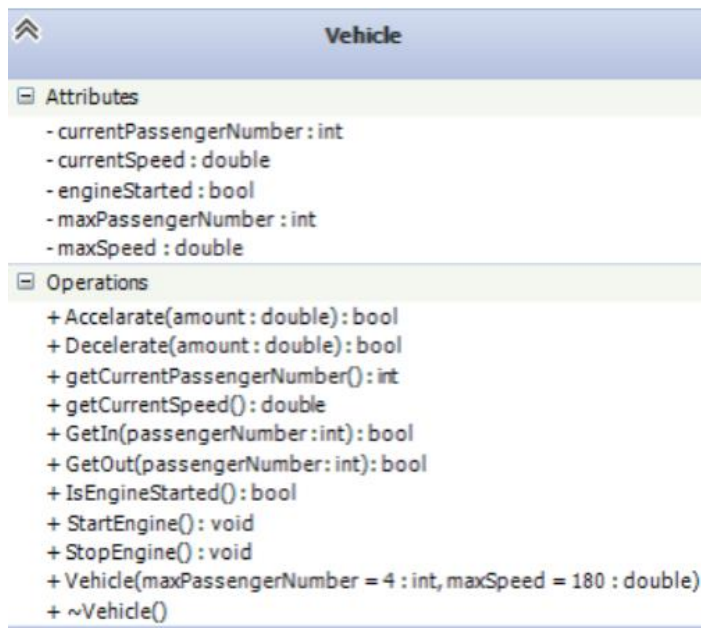 Vehicle
Attributes
- currentPassengerNumber : int
- currentSpeed : double
- engineStarted : bool
- maxPassengerNumber : int
- maxSpeed : double
Operations
+ Accelarate(amount : double) : bool
+ Decelerate(amount : double) : bool
+ getCurrentPassengerNumber() : int
+ getCurrentSpeed() : double
+ GetIn(passengerNumber : int) : bool
+ GetOut(passengerNumber : int) : bool
+ IsEngineStarted() : bool
+ StartEngine() : void
+ StopEngine() : void
+ Vehicle(maxPassengerNumber = 4 : int, maxSpeed = 180 : double)
+ ~Vehicle()